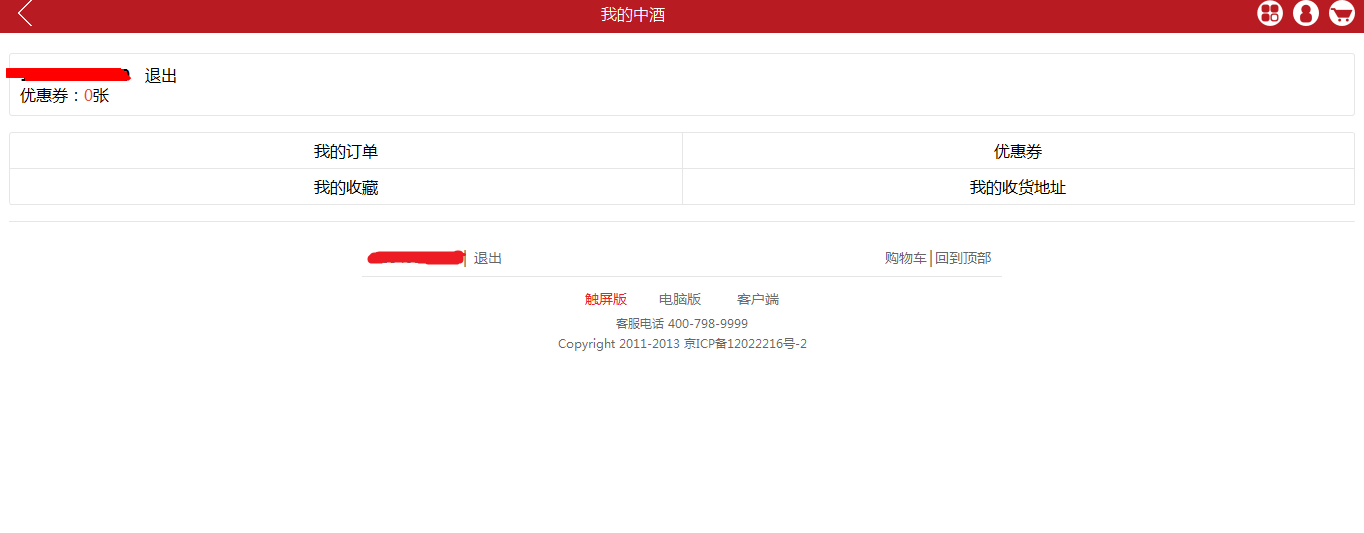 我的中酒
退出
优惠券：0张
我的订单 优惠券
我的收藏 我的收货地址
| 退出 购物车|回到顶部
触屏版 电脑版 客户端
客服电话 400-798-9999
Copyright 2011-2013 京ICP备12022216号-2